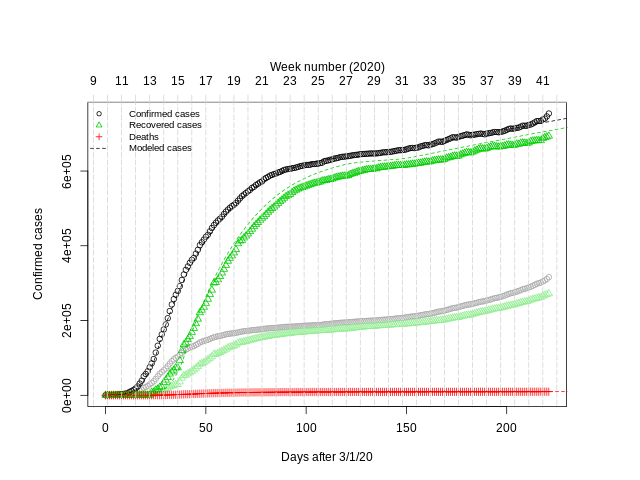 Week number (2020)
9 11 13 15 17 19 21 23 25 27 29 31 33 35 37 39 41
Confirmed cases
Recovered cases
Deaths
Modeled cases
Confirmed cases
6e+05
4e+05
2e+05
0e+00
0 50 100 150 200
Days after 3/1/20